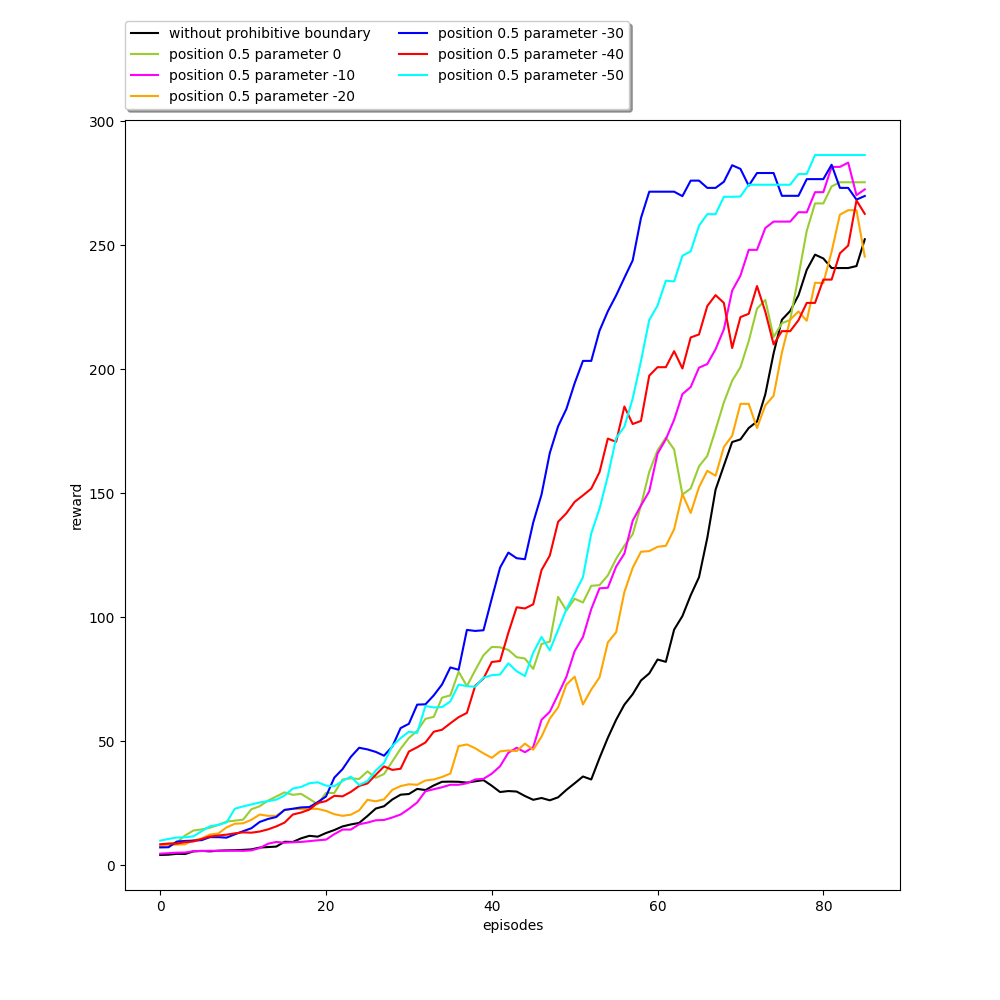 without prohibitive boundary
position 0.5 parameter 0
position 0.5 parameter -10
position 0.5 parameter -20
position 0.5 parameter -30
position 0.5 parameter -40
position 0.5 parameter -50
300
250
200
150
100
50
0
reward
0 20 40 60 80
episodes